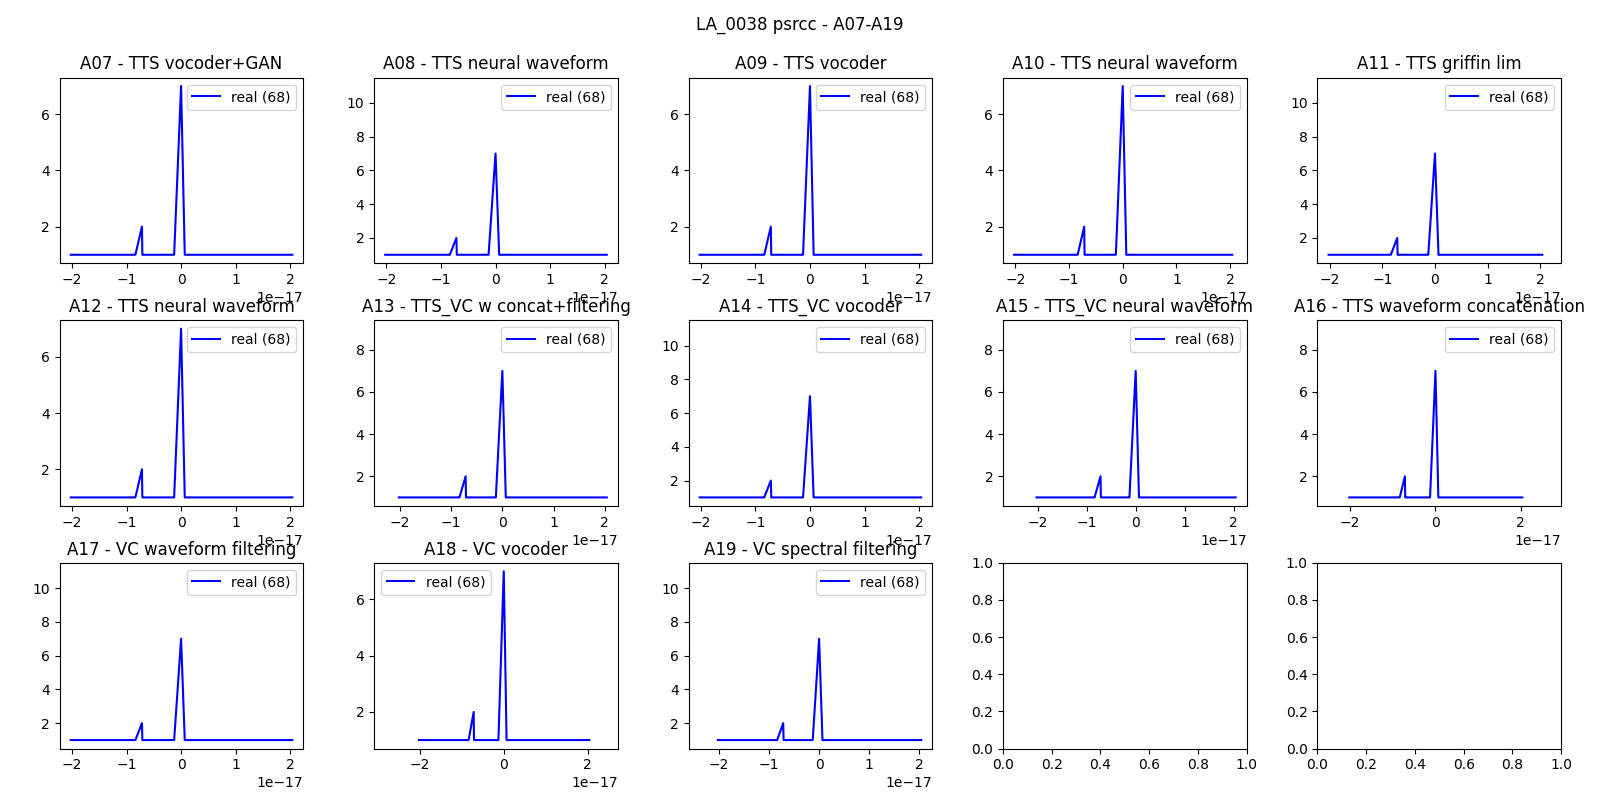 LA_0038 psrcc - A07-A19
A07 - TTS vocoder+GAN
A08 - TTS neural waveform
A09 - TTS vocoder
A10 - TTS neural waveform
A11 - TTS griffin lim
real (68)
real (68)
real (68)
real (68)
real (68)
6
4
2
10
8
6
4
2
6
4
2
6
4
2
10
8
6
4
2
−2 −1 0 1 2
1e−17
−2 −1 0 1 2
1e−17
−2 −1 0 1 2
1e−17
−2 −1 0 1 2
1e−17
−2 −1 0 1 2
1e−17
A12 - TTS neural waveform
A13 - TTS_VC w concat+filtering
A14 - TTS_VC vocoder
A15 - TTS_VC neural waveform
A16 - TTS waveform concatenation
real (68)
real (68)
real (68)
real (68)
real (68)
6
4
2
8
6
4
2
10
8
6
4
2
8
6
4
2
8
6
4
2
−2 −1 0 1 2
1e−17
−2 −1 0 1 2
1e−17
−2 −1 0 1 2
1e−17
−2 −1 0 1 2
1e−17
−2 0 2
1e−17
A17 - VC waveform filtering
A18 - VC vocoder
A19 - VC spectral filtering
real (68)
real (68)
real (68)
10
8
6
4
2
6
4
2
10
8
6
4
2
1.0
0.8
0.6
0.4
0.2
0.0
1.0
0.8
0.6
0.4
0.2
0.0
−2 −1 0 1 2
1e−17
−2 0 2
1e−17
−2 −1 0 1 2
1e−17
0.0 0.2 0.4 0.6 0.8 1.0
0.0 0.2 0.4 0.6 0.8 1.0